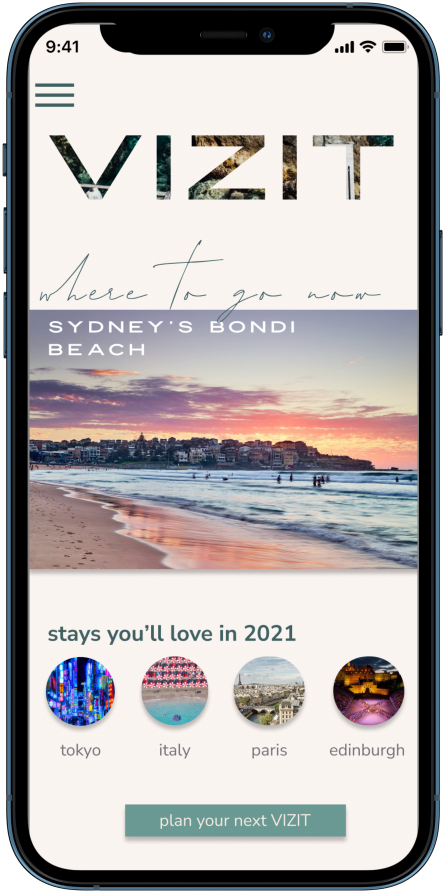 9:41
VIZIT
where to go now
SYDNEY'S BONDI
BEACH
stays you'll love in 2021
tokyo
italy
paris
edinburgh
plan your next VIZIT